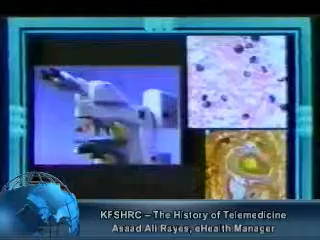 KFSHRC – The History of Telemedicine
Asaad Ali Rayes, eHealth Manager